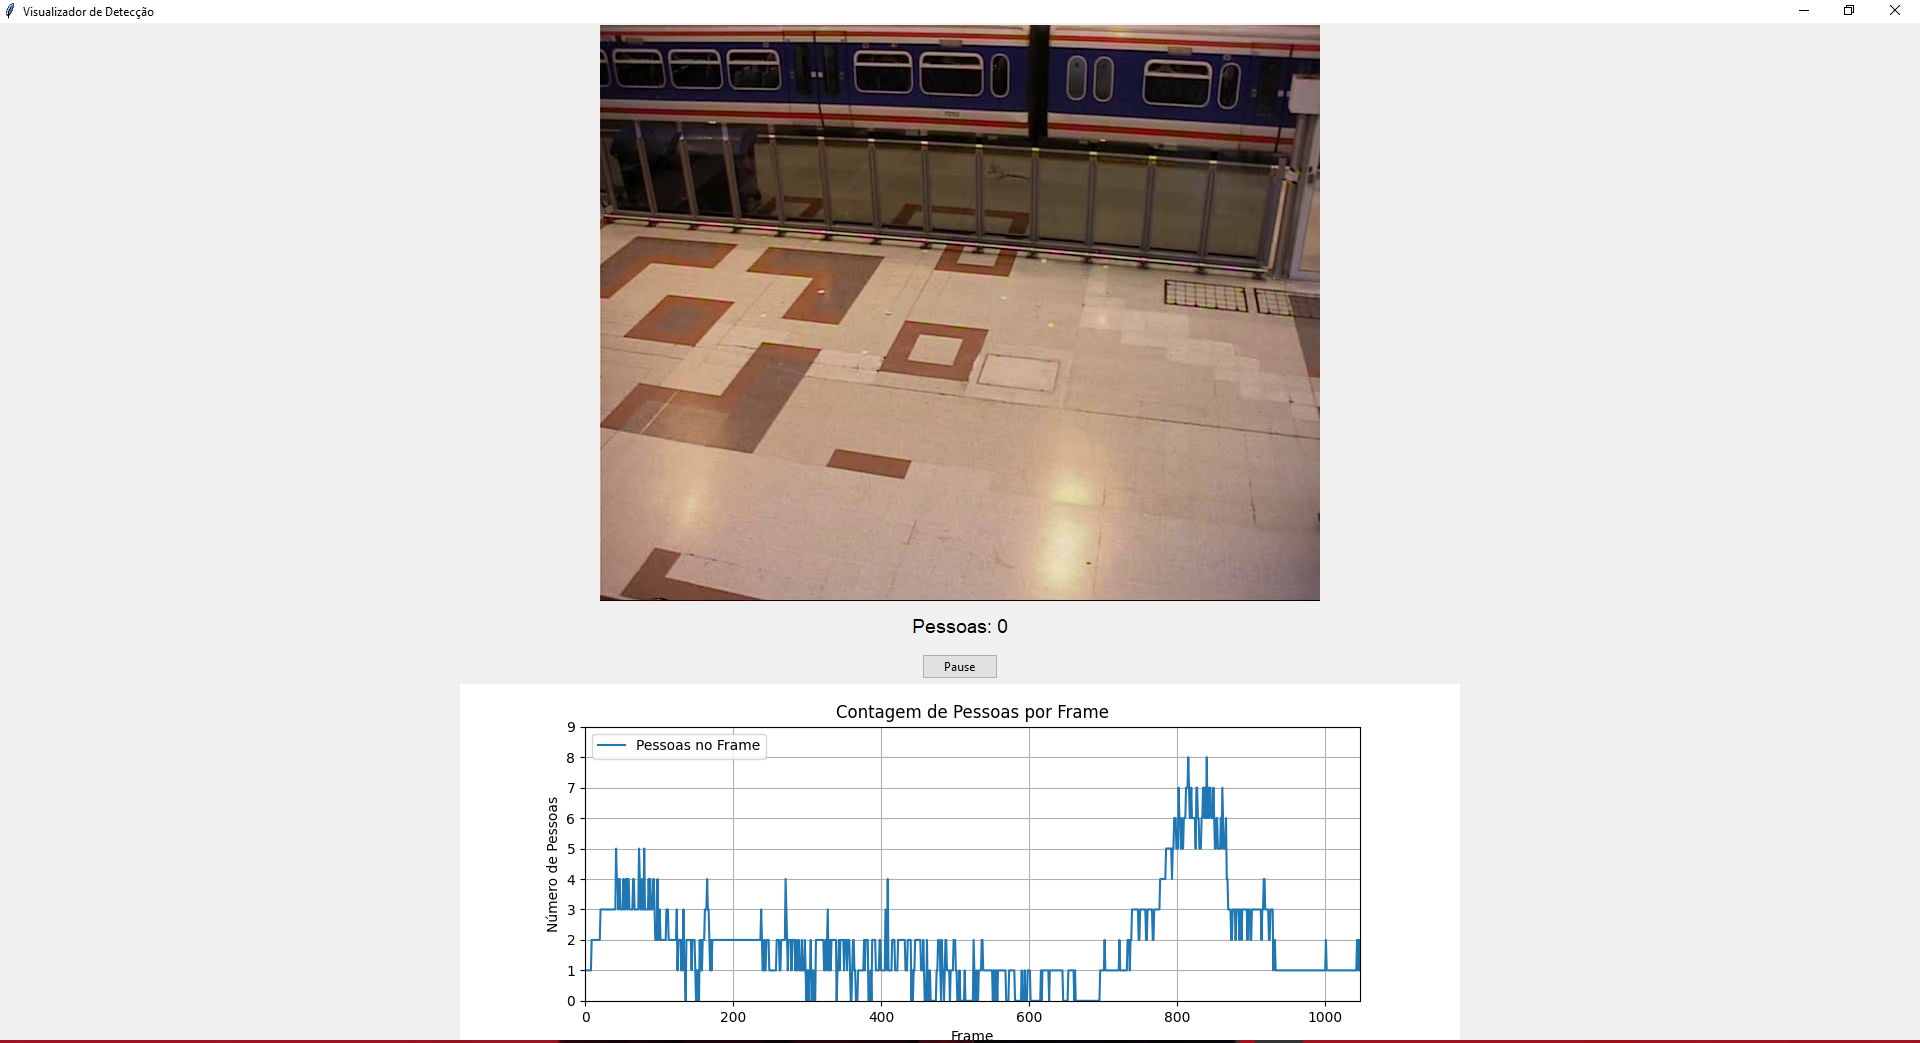 Visualizador de Detecção
Pessoas: 0
Pause
Contagem de Pessoas por Frame
Pessoas no Frame
Número de Pessoas
9
8
7
6
5
4
3
2
1
0
0 200 400 600 800 1000
Frame